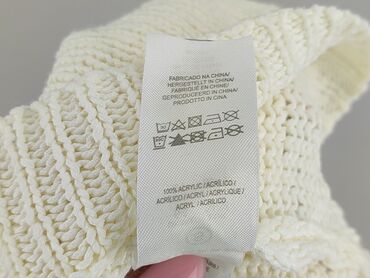 FABRICADO NA CHINA/
HERGESTELLT IN CHINA/
FABRIQUÉ EN CHINE/
GEPRODUCEERD IN CHINA/
PRODOTTO IN CINA.
30
100% ACRYLIC / ACRÍLICO /
ACRÍLICO / ACRYL / ACRYLIQUE /
ACRYL / ACRILICO